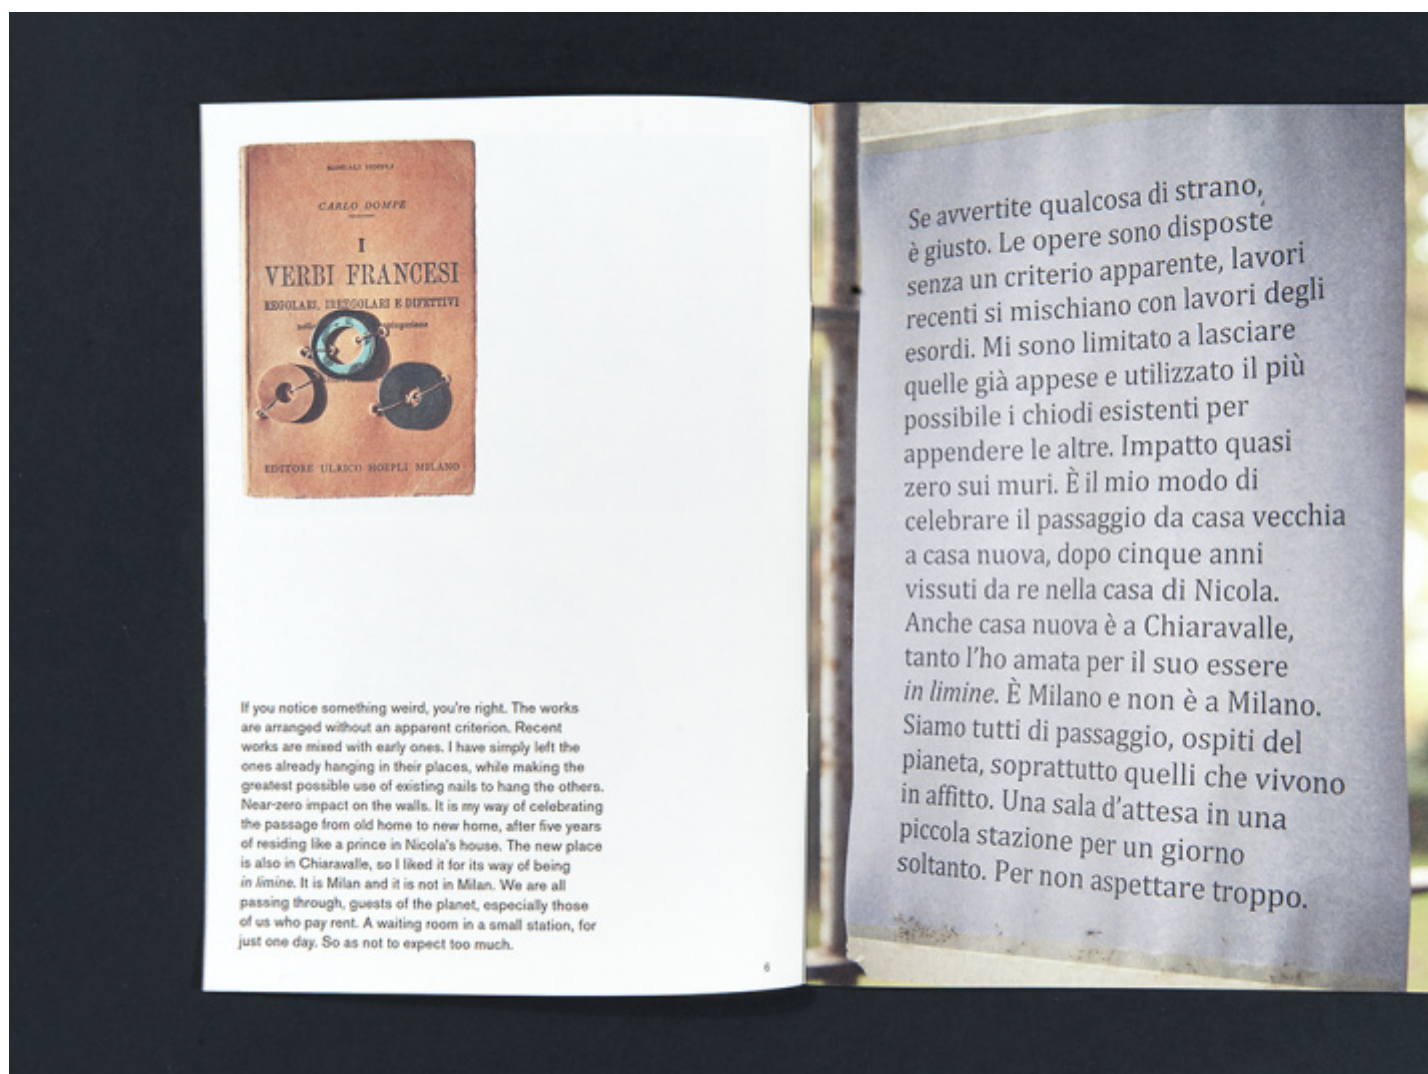 MANUALI HOEPLI
CARLO DOMPÉ
I
VERBI FRANCESI
REGOLARI, IRREGOLARI E DIFETTIVI
EDITORE ULRICO HOEPLI MILANO
If you notice something weird, you're right. The works
are arranged without an apparent criterion. Recent
works are mixed with early ones. I have simply left the
ones already hanging in their places, while making the
greatest possible use of existing nails to hang the others.
Near-zero impact on the walls. It is my way of celebrating
the passage from old home to new home, after five years
of residing like a prince in Nicola's house. The new place
is also in Chiaravalle, so I liked it for its way of being
in limine. It is Milan and it is not in Milan. We are all
passing through, guests of the planet, especially those
of us who pay rent. A waiting room in a small station, for
just one day. So as not to expect too much.
6
Se avvertite qualcosa di strano,
è giusto. Le opere sono disposte
senza un criterio apparente, lavori
recenti si mischiano con lavori degli
esordi. Mi sono limitato a lasciare
quelle già appese e utilizzato il più
possibile i chiodi esistenti per
appendere le altre. Impatto quasi
zero sui muri. È il mio modo di
celebrare il passaggio da casa vecchia
a casa nuova, dopo cinque anni
vissuti da re nella casa di Nicola.
Anche casa nuova è a Chiaravalle,
tanto l'ho amata per il suo essere
in limine. È Milano e non è a Milano.
Siamo tutti di passaggio, ospiti del
pianeta, soprattutto quelli che vivono
in affitto. Una sala d'attesa in una
piccola stazione per un giorno
soltanto. Per non aspettare troppo.